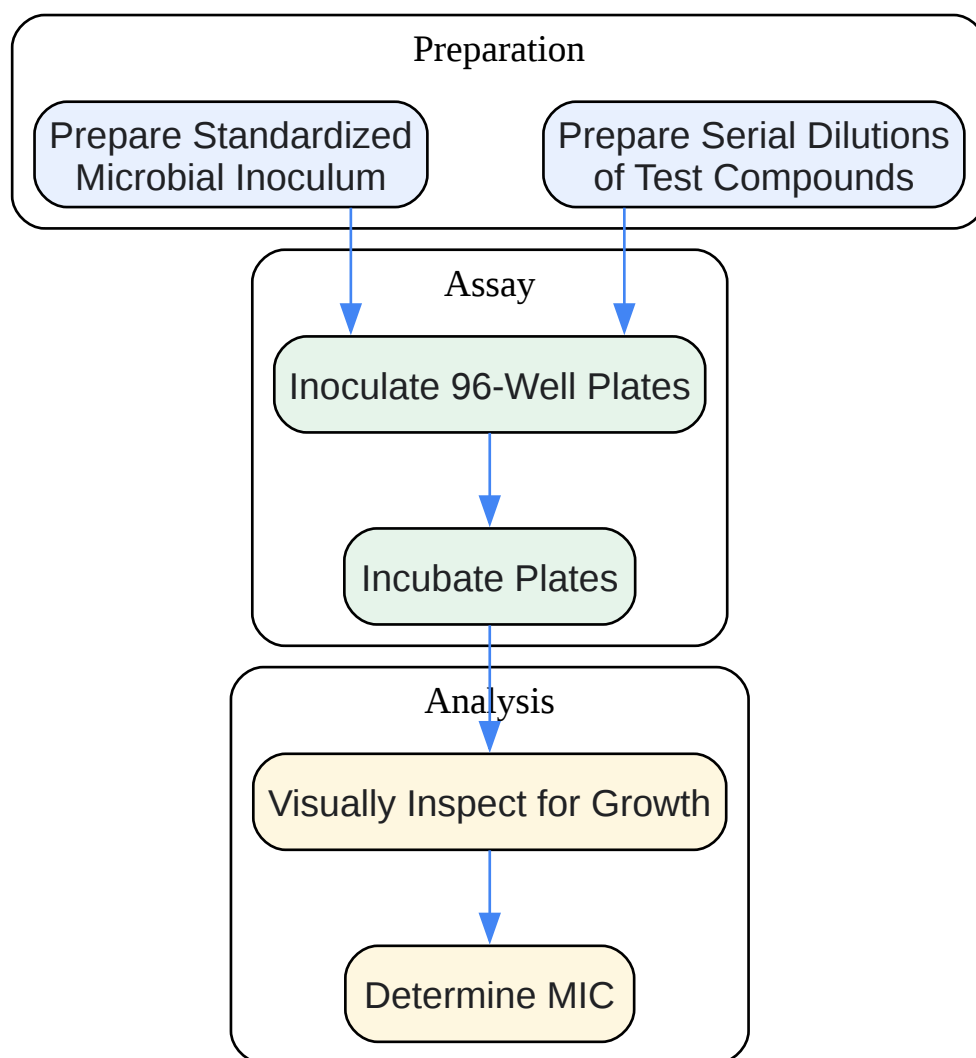 Preparation
Prepare Standardized
Microbial Inoculum
Prepare Serial Dilutions
of Test Compounds
Assay
Inoculate 96-Well Plates
Incubate Plates
Analysis
Visually Inspect for Growth
Determine MIC